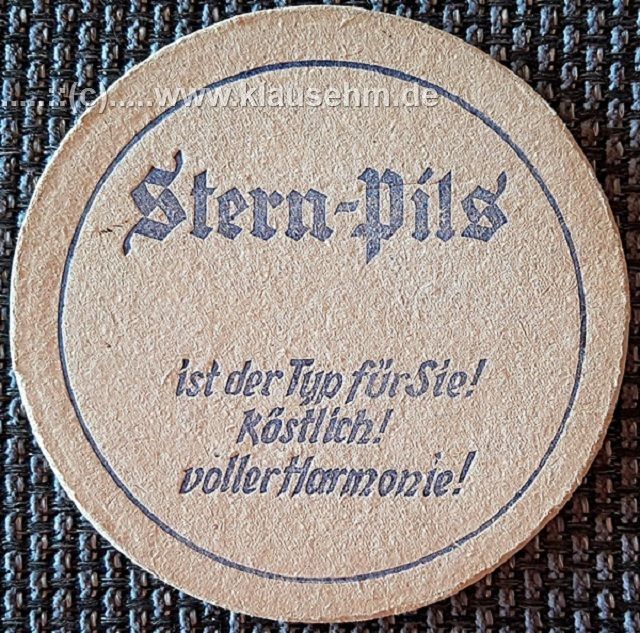 .......(c).....www.klausehm.de
Stern-Pils
ist der Typ für Sie!
Köstlich!
voller Harmonie!